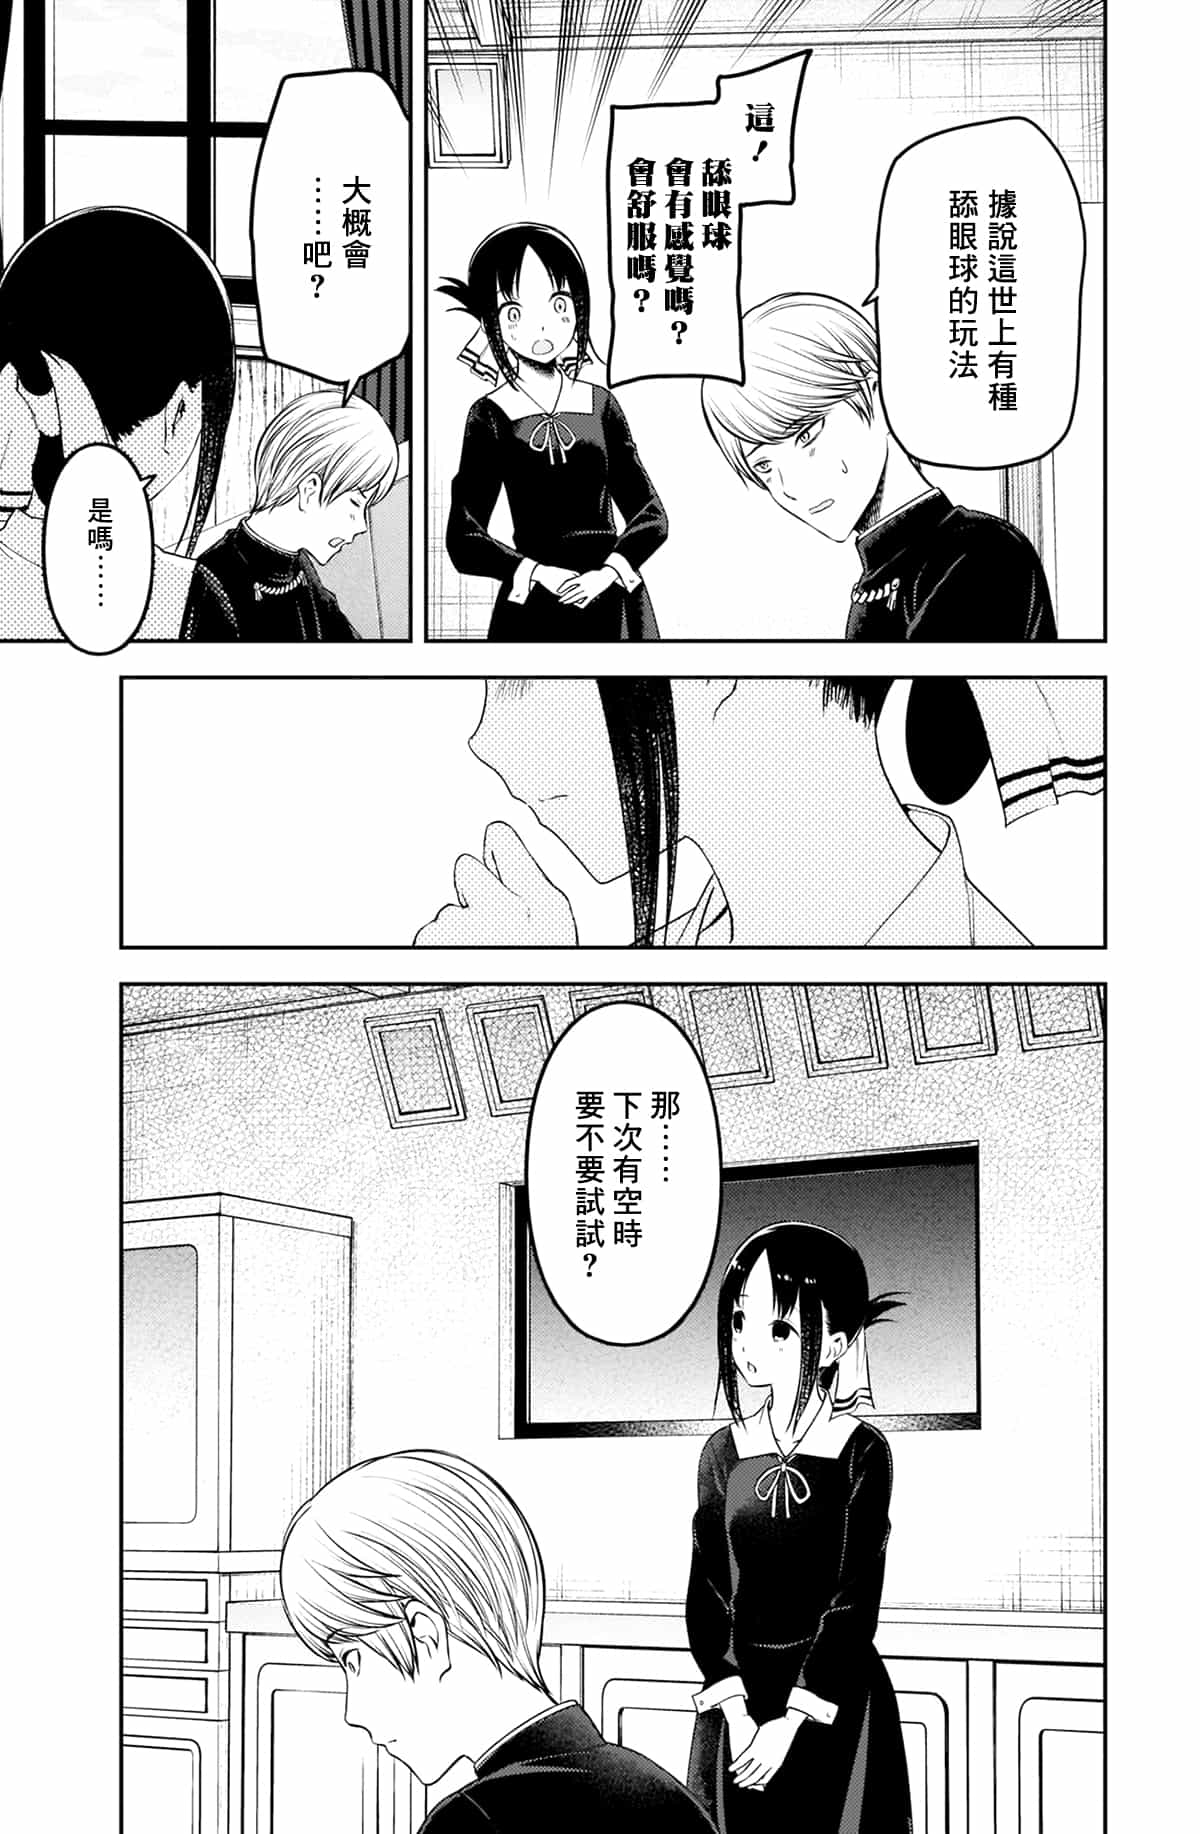 據說這世上有種
舔眼球的玩法
這！
舔眼球
會有感覺嗎？
會舒服嗎？
大概會
……吧？
是嗎……
那……
下次有空時
要不要試試？